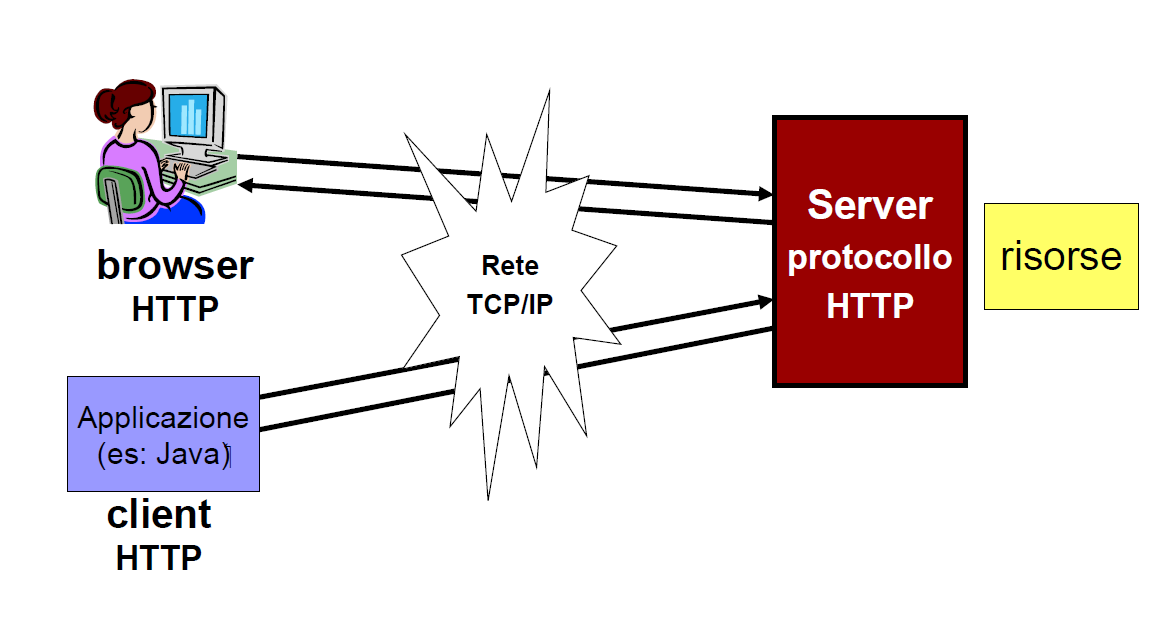 browser
HTTP
Rete
TCP/IP
Server
protocollo
HTTP
risorse
Applicazione
(es: Java)
client
HTTP